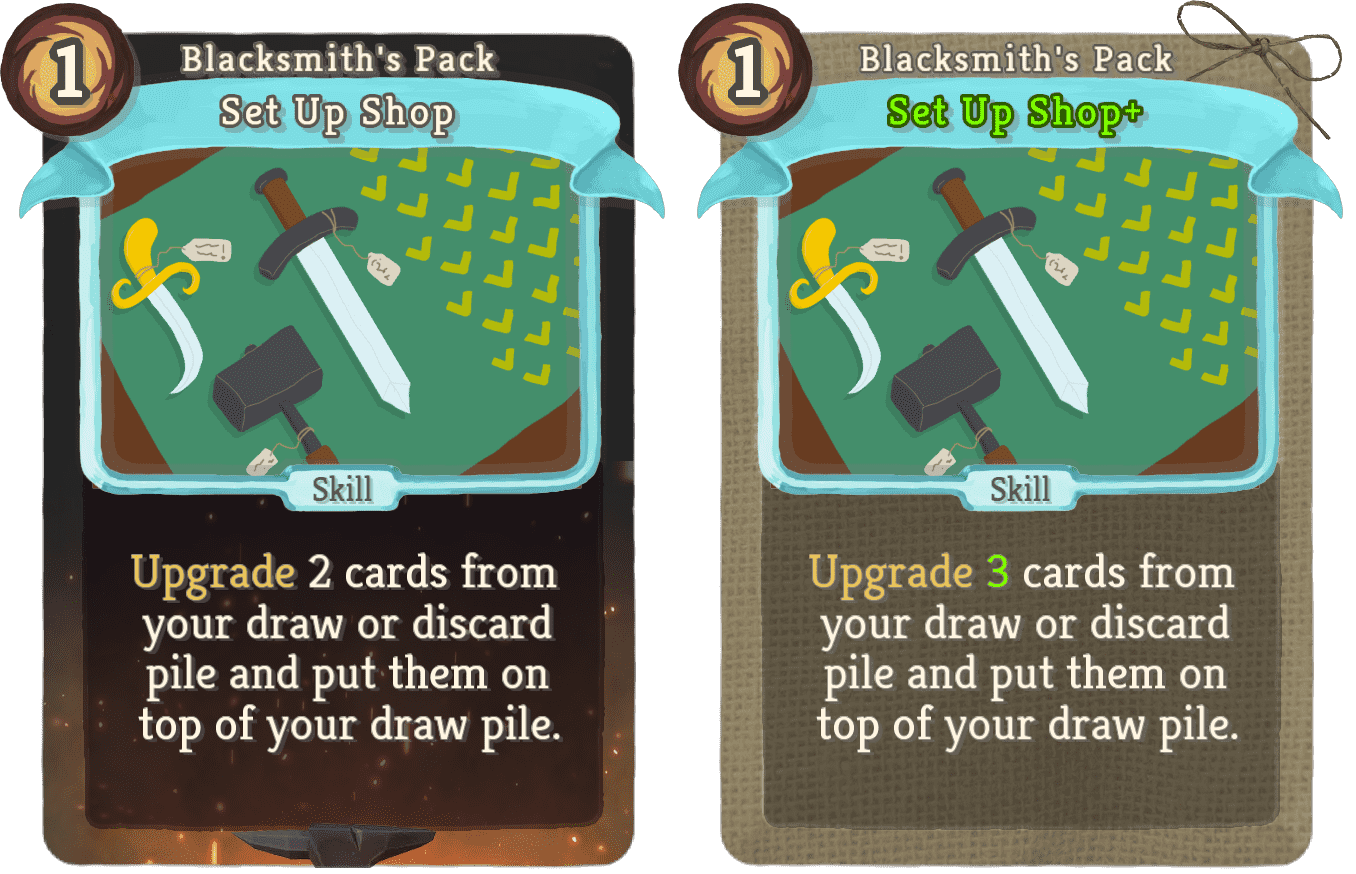 1
Blacksmith's Pack
Set Up Shop
Skill
Upgrade 2 cards from
your draw or discard
pile and put them on
top of your draw pile.
1
Blacksmith's Pack
Set Up Shop+
Skill
Upgrade 3 cards from
your draw or discard
pile and put them on
top of your draw pile.